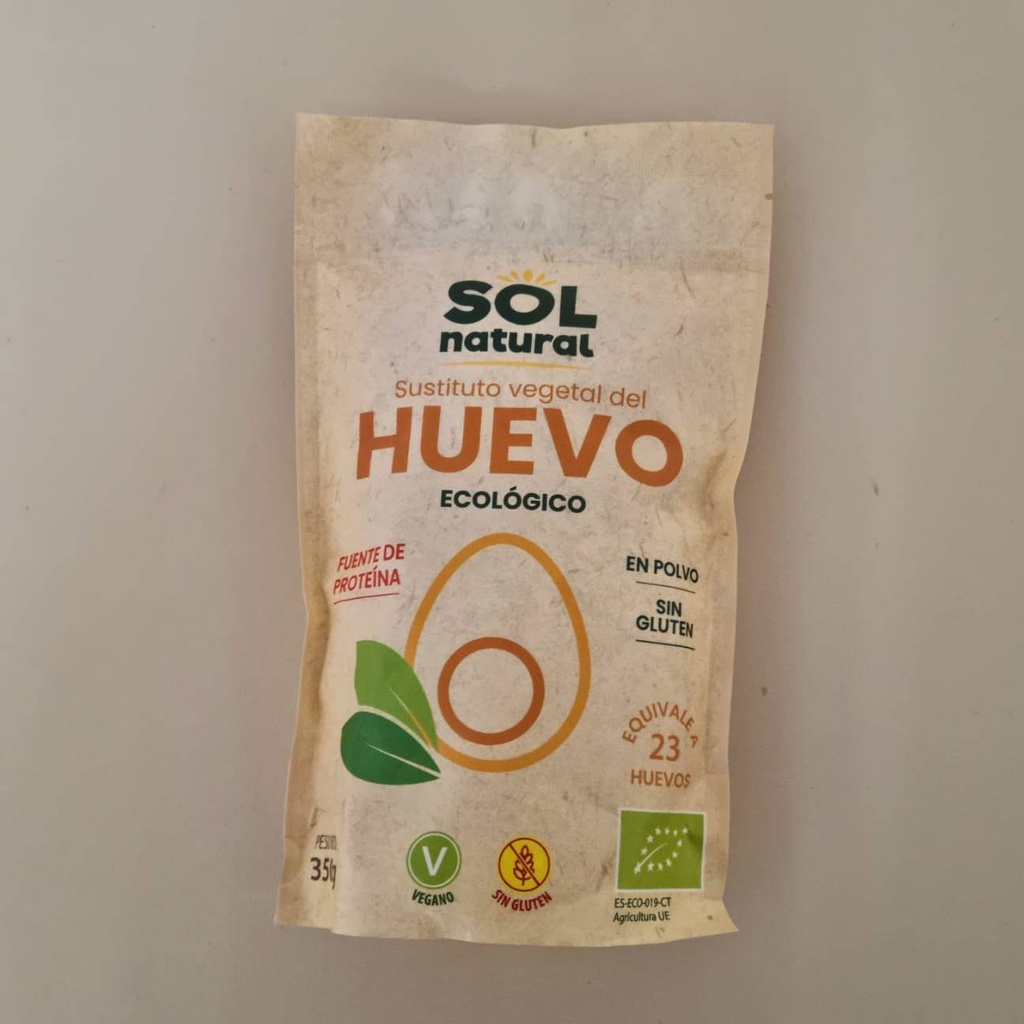 SOL
natural
Sustituto vegetal del
HUEVO
ECOLÓGICO
FUENTE DE
PROTEÍNA
EN POLVO
SIN
GLUTEN
EQUIVALE A
23
HUEVOS
350g
V
VEGANO
SIN GLUTEN
ES-ECO-019-CT
Agricultura UE